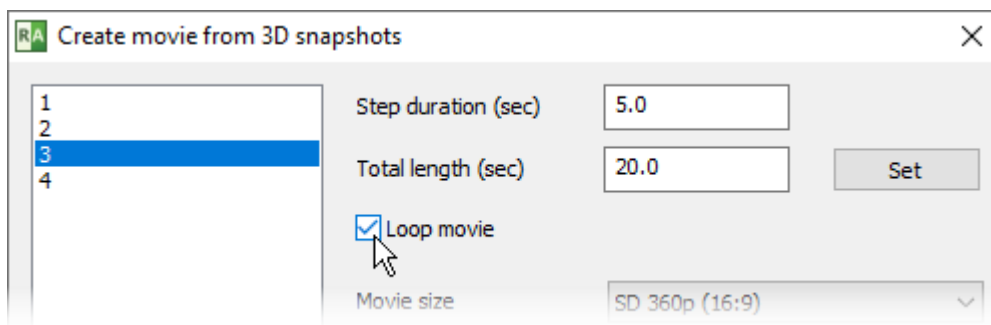 RA Create movie from 3D snapshots
1
2
3
4
Step duration (sec) 5.0
Total length (sec) 20.0 Set
Loop movie
Movie size SD 360p (16:9)